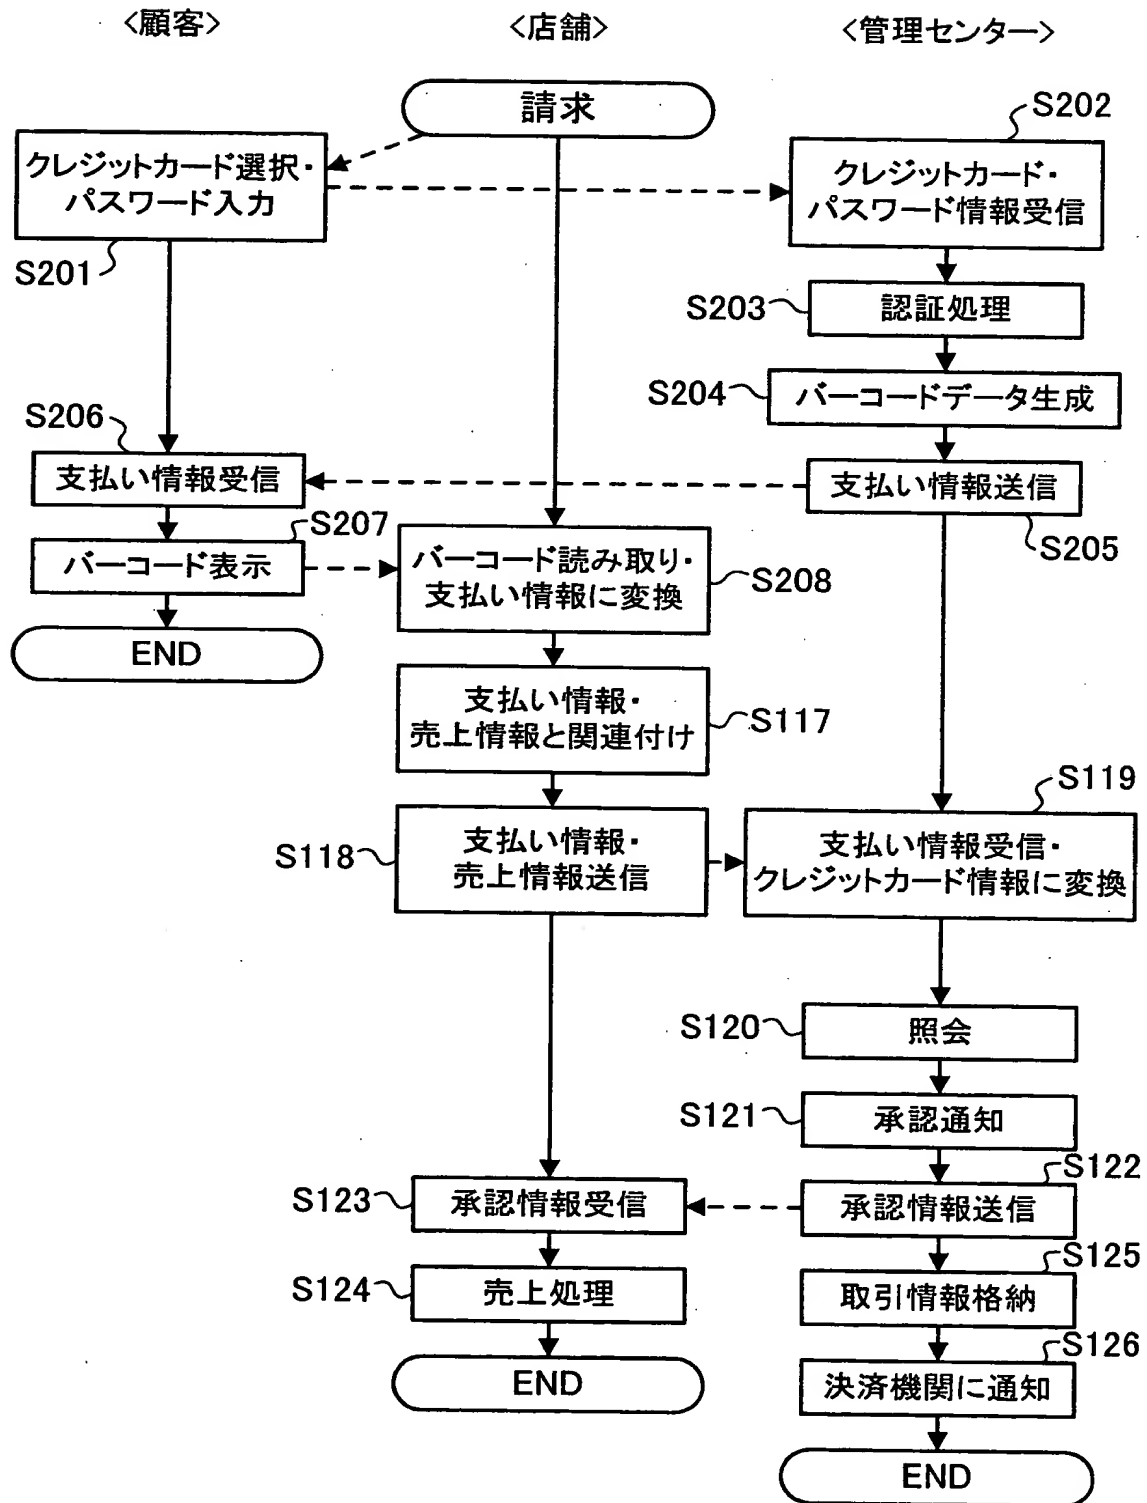 <顧客>
<店舗>
<管理センター>
請求
S202
クレジットカード選択・
パスワード入力
クレジットカード・
パスワード情報受信
S201
S203
認証処理
S204
バーコードデータ生成
S206
支払い情報受信
支払い情報送信
S207
S205
バーコード表示
バーコード読み取り・
支払い情報に変換
S208
END
支払い情報・
売上情報と関連付け
S117
S119
S118
支払い情報・
売上情報送信
支払い情報受信・
クレジットカード情報に変換
S120
照会
S121
承認通知
S122
S123
承認情報受信
承認情報送信
S125
S124
売上処理
取引情報格納
S126
END
決済機関に通知
END